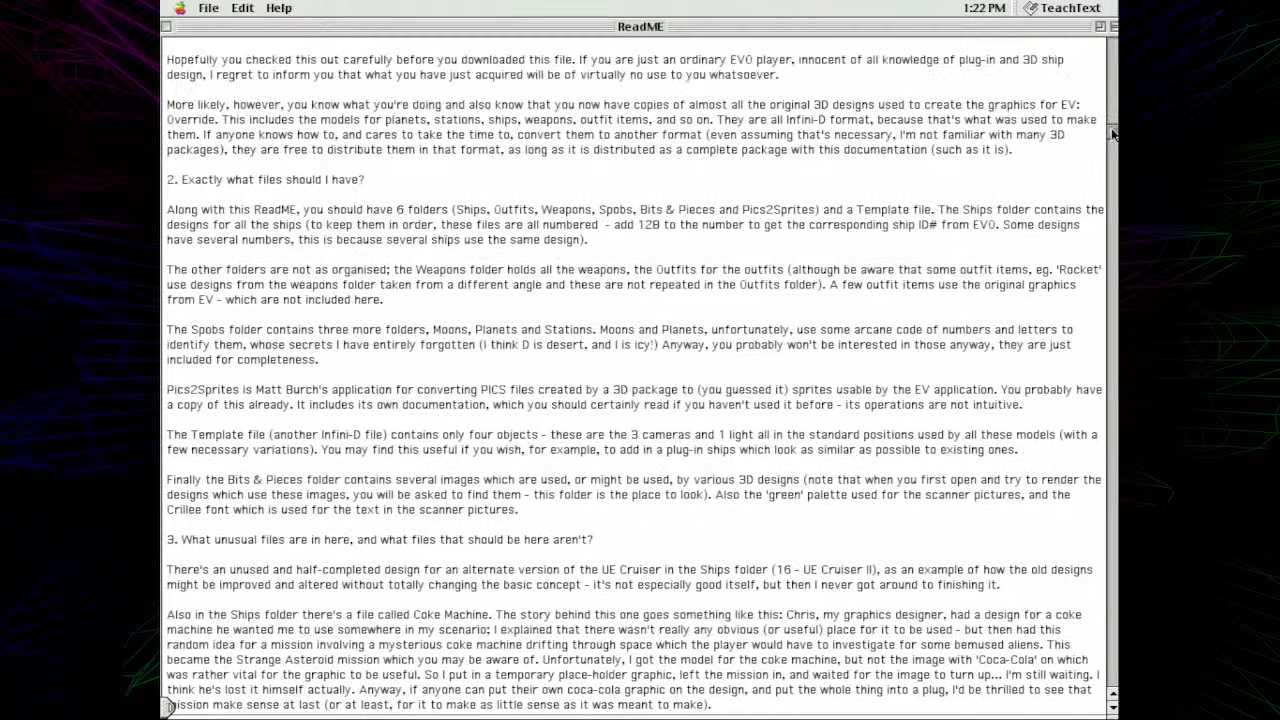 File Edit Help 1:22 PM TeachText
ReadME
Hopefully you checked this out carefully before you downloaded this file. If you are just an ordinary EVO player, innocent of all knowledge of plug-in and 3D ship
design, I regret to inform you that what you have just acquired will be of virtually no use to you whatsoever.
More likely, however, you know what you're doing and also know that you now have copies of almost all the original 3D designs used to create the graphics for EV:
Override. This includes the models for planets, stations, ships, weapons, outfit items, and so on. They are all Infini-D format, because that's what was used to make
them. If anyone knows how to, and cares to take the time to, convert them to another format (even assuming that's necessary, I'm not familiar with many 3D
packages), they are free to distribute them in that format, as long as it is distributed as a complete package with this documentation (such as it is).
2. Exactly what files should I have?
Along with this ReadME, you should have 6 folders (Ships, Outfits, Weapons, Spobs, Bits & Pieces and Pics2Sprites) and a Template file. The Ships folder contains the
designs for all the ships (to keep them in order, these files are all numbered - add 128 to the number to get the corresponding ship ID# from EVO. Some designs
have several numbers, this is because several ships use the same design).
The other folders are not as organised; the Weapons folder holds all the weapons, the Outfits for the outfits (although be aware that some outfit items, eg. 'Rocket'
use designs from the weapons folder taken from a different angle and these are not repeated in the Outfits folder). A few outfit items use the original graphics
from EV - which are not included here.
The Spobs folder contains three more folders, Moons, Planets and Stations. Moons and Planets, unfortunately, use some arcane code of numbers and letters to
identify them, whose secrets I have entirely forgotten (I think D is desert, and I is icy!) Anyway, you probably won't be interested in those anyway, they are just
included for completeness.
Pics2Sprites is Matt Burch's application for converting PICS files created by a 3D package to (you guessed it) sprites usable by the EV application. You probably have
a copy of this already. It includes its own documentation, which you should certainly read if you haven't used it before - its operations are not intuitive.
The Template file (another Infini-D file) contains only four objects - these are the 3 cameras and 1 light all in the standard positions used by all these models (with a
few necessary variations). You may find this useful if you wish, for example, to add in a plug-in ships which look as similar as possible to existing ones.
Finally the Bits & Pieces folder contains several images which are used, or might be used, by various 3D designs (note that when you first open and try to render the
designs which use these images, you will be asked to find them - this folder is the place to look). Also the 'green' palette used for the scanner pictures, and the
Crillee font which is used for the text in the scanner pictures.
3. What unusual files are in here, and what files that should be here aren't?
There's an unused and half-completed design for an alternate version of the UE Cruiser in the Ships folder (16 - UE Cruiser II), as an example of how the old designs
might be improved and altered without totally changing the basic concept - it's not especially good itself, but then I never got around to finishing it.
Also in the Ships folder there's a file called Coke Machine. The story behind this one goes something like this: Chris, my graphics designer, had a design for a coke
machine he wanted me to use somewhere in my scenario; I explained that there wasn't really any obvious (or useful) place for it to be used - but then had this
random idea for a mission involving a mysterious coke machine drifting through space which the player would have to investigate for some bemused aliens. This
became the Strange Asteroid mission which you may be aware of. Unfortunately, I got the model for the coke machine, but not the image with 'Coca-Cola' on which
was rather vital for the graphic to be useful. So I put in a temporary place-holder graphic, left the mission in, and waited for the image to turn up... I'm still waiting. I
think he's lost it himself actually. Anyway, if anyone can put their own coca-cola graphic on the design, and put the whole thing into a plug, I'd be thrilled to see that
mission make sense at last (or at least, for it to make as little sense as it was meant to make).